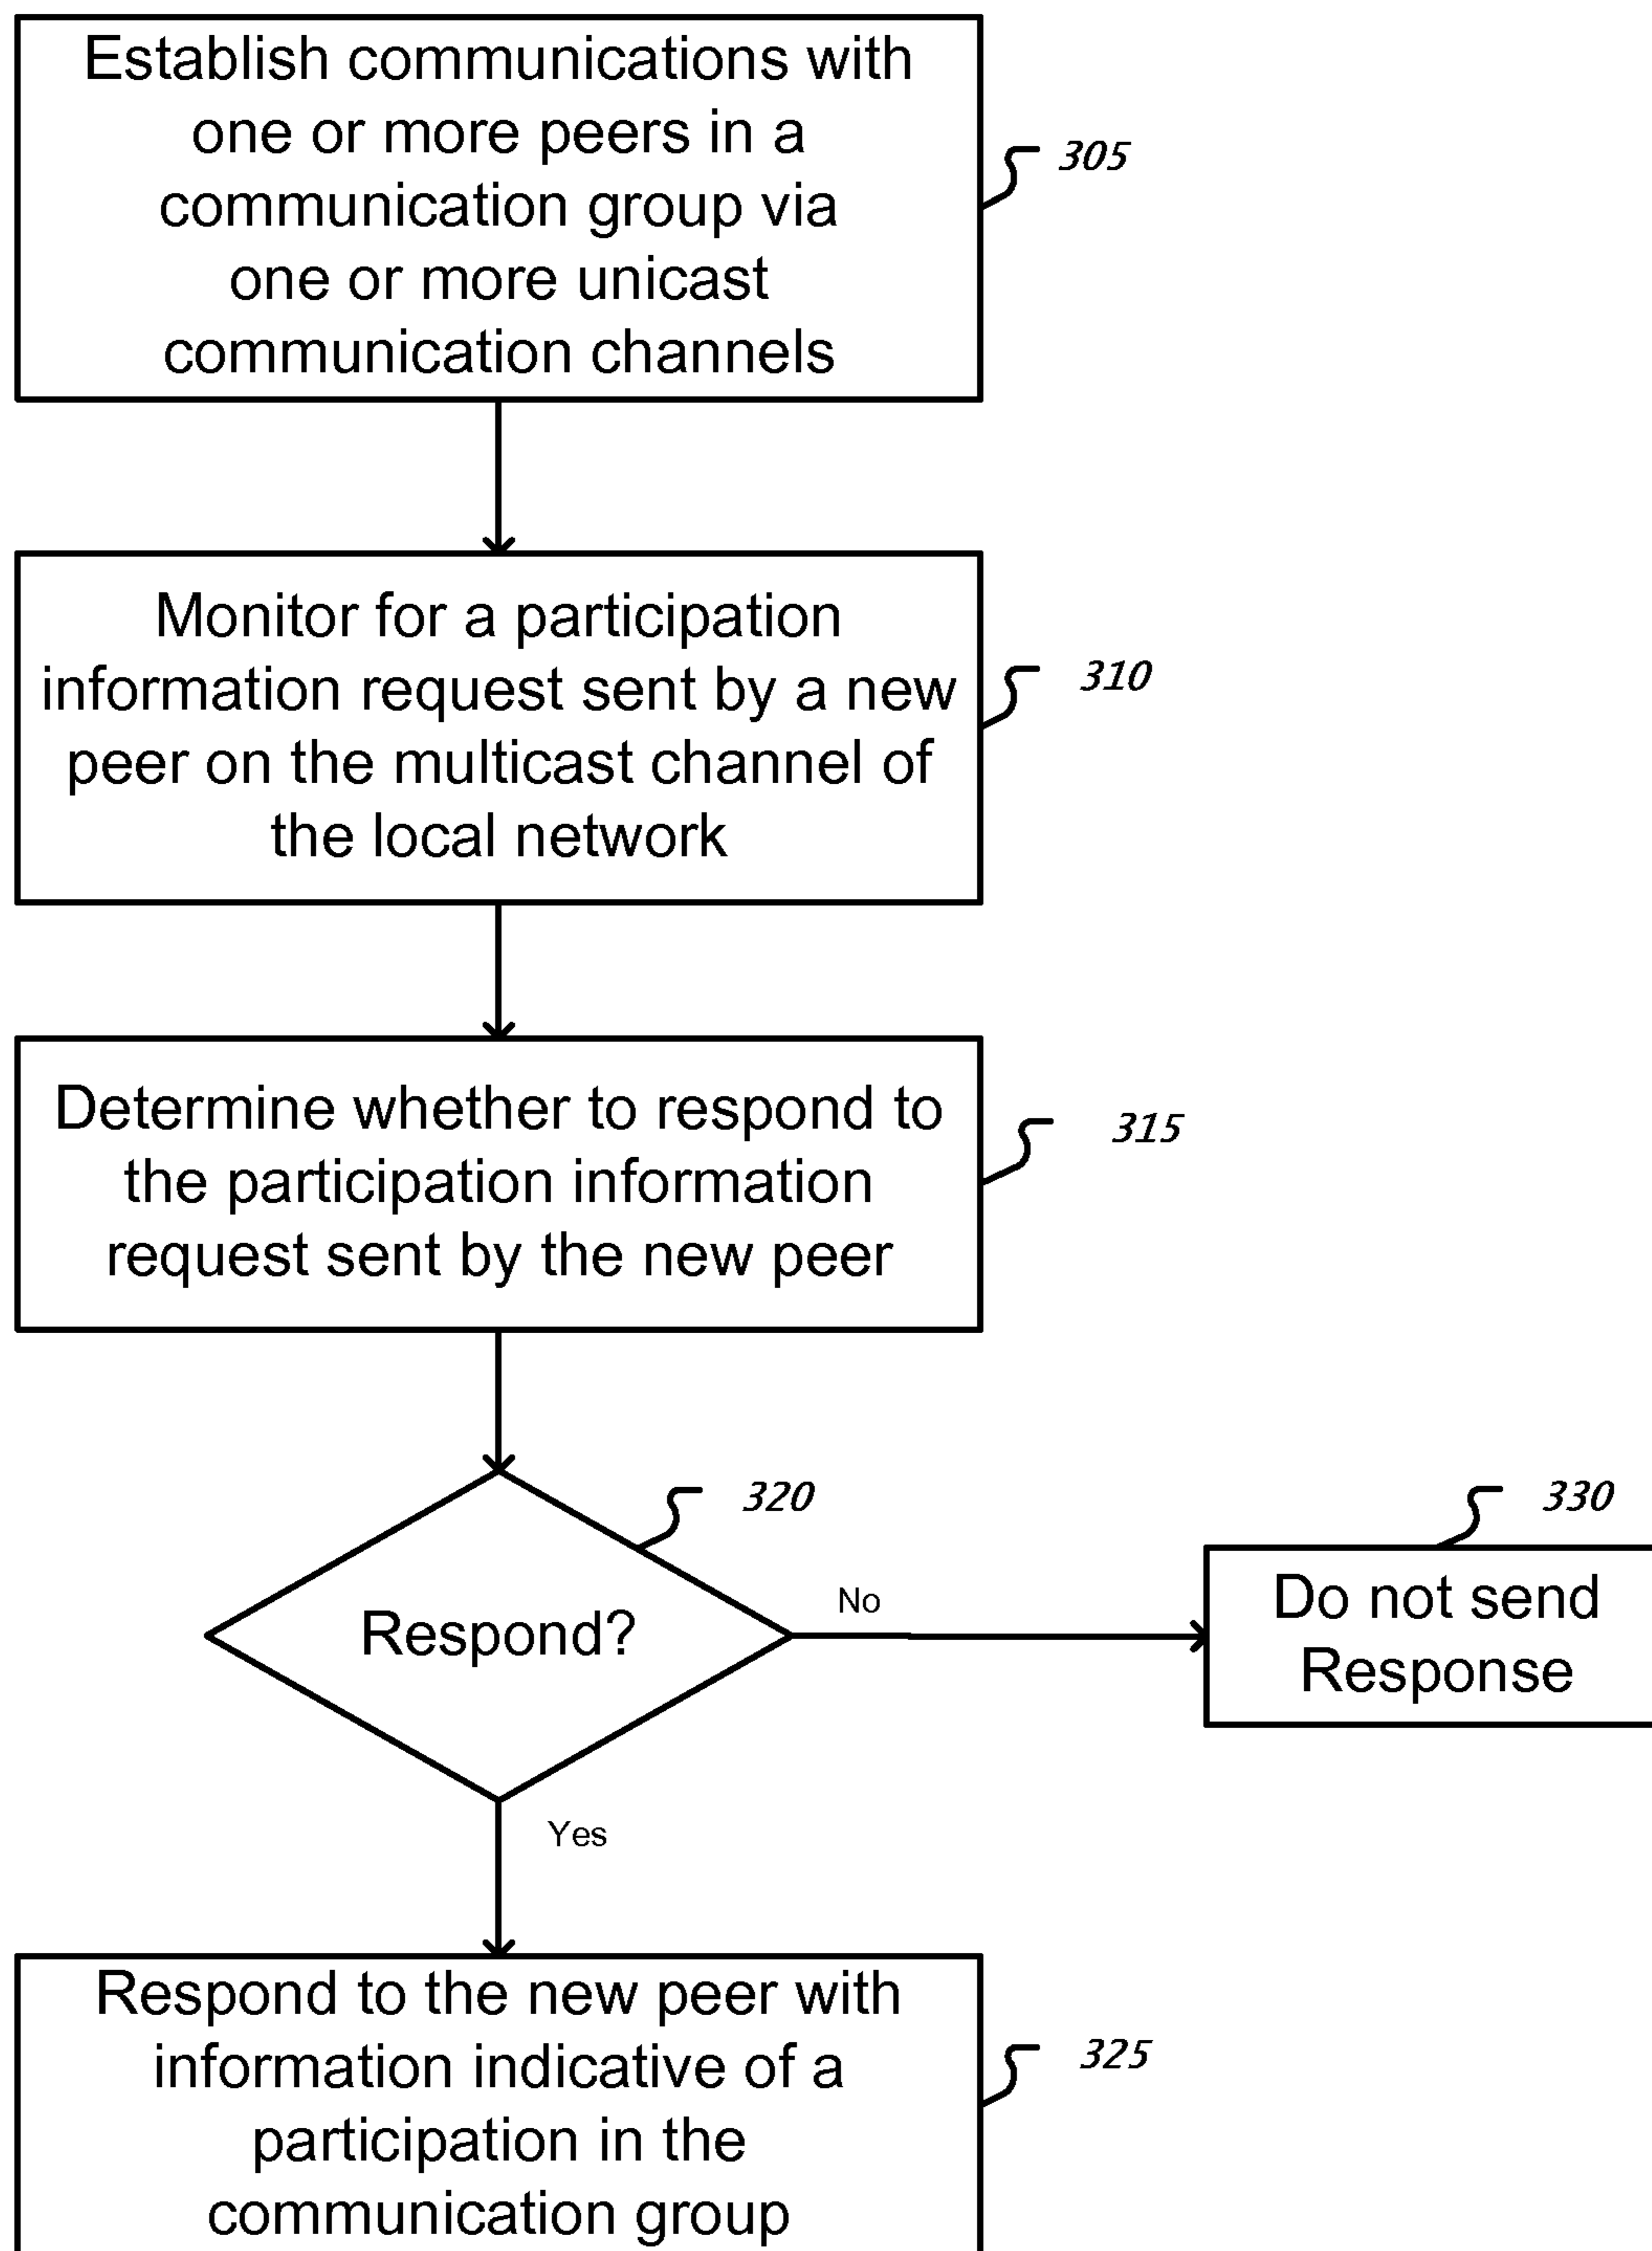 Establish communications with
one or more peers in a
communication group via
one or more unicast
communication channels
305
Monitor for a participation
information request sent by a new
peer on the multicast channel of
the local network
310
Determine whether to respond to
the participation information
request sent by the new peer
315
320
Respond?
No
330
Do not send
Response
Yes
Respond to the new peer with
information indicative of a
participation in the
communication group
325